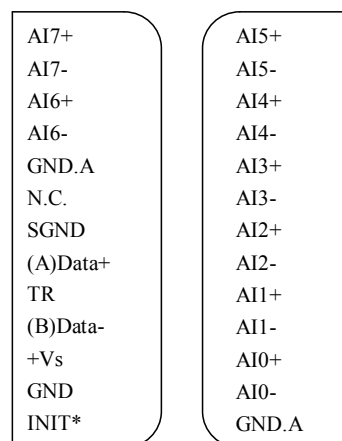 AI7+
AI7-
AI6+
AI6-
GND.A
N.C.
SGND
(A)Data+
TR
(B)Data-
+Vs
GND
INIT*
AI5+
AI5-
AI4+
AI4-
AI3+
AI3-
AI2+
AI2-
AI1+
AI1-
AI0+
AI0-
GND.A